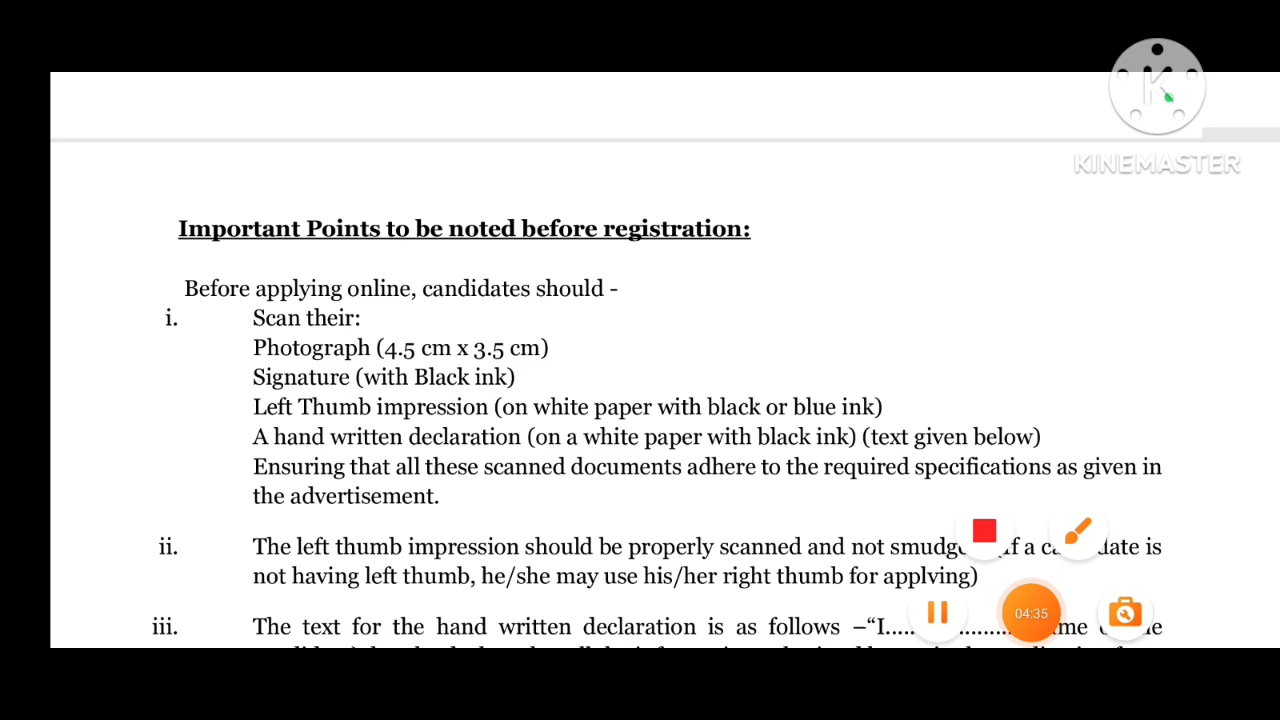 KINEMASTER
Important Points to be noted before registration:
Before applying online, candidates should -
i. Scan their:
Photograph (4.5 cm x 3.5 cm)
Signature (with Black ink)
Left Thumb impression (on white paper with black or blue ink)
A hand written declaration (on a white paper with black ink) (text given below)
Ensuring that all these scanned documents adhere to the required specifications as given in
the advertisement.
ii. The left thumb impression should be properly scanned and not is
not having left thumb, he/she may use his/her right thumb for applving)
iii. The text for the hand written declaration is as follows –“I.....
04:35